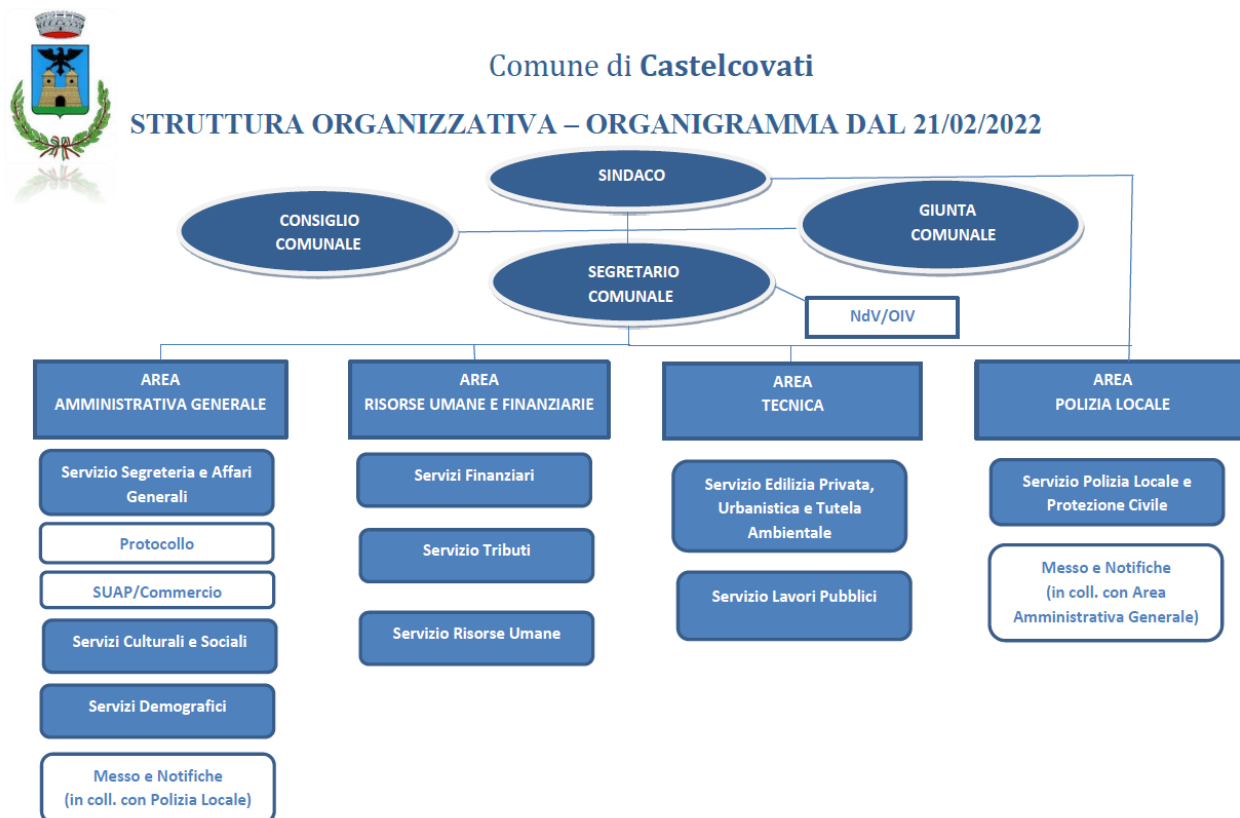 Comune di Castelcovati
STRUTTURA ORGANIZZATIVA – ORGANIGRAMMA DAL 21/02/2022
SINDACO
CONSIGLIO
COMUNALE
GIUNTA
COMUNALE
SEGRETARIO
COMUNALE
NdV/OIV
AREA
AMMINISTRATIVA GENERALE
Servizio Segreteria e Affari
Generali
Protocollo
SUAP/Commercio
Servizi Culturali e Sociali
Servizi Demografici
Messo e Notifiche
(in coll. con Polizia Locale)
AREA
RISORSE UMANE E FINANZIARIE
Servizi Finanziari
Servizio Tributi
Servizio Risorse Umane
AREA
TECNICA
Servizio Edilizia Privata,
Urbanistica e Tutela
Ambientale
Servizio Lavori Pubblici
AREA
POLIZIA LOCALE
Servizio Polizia Locale e
Protezione Civile
Messo e Notifiche
(in coll. con Area
Amministrativa Generale)